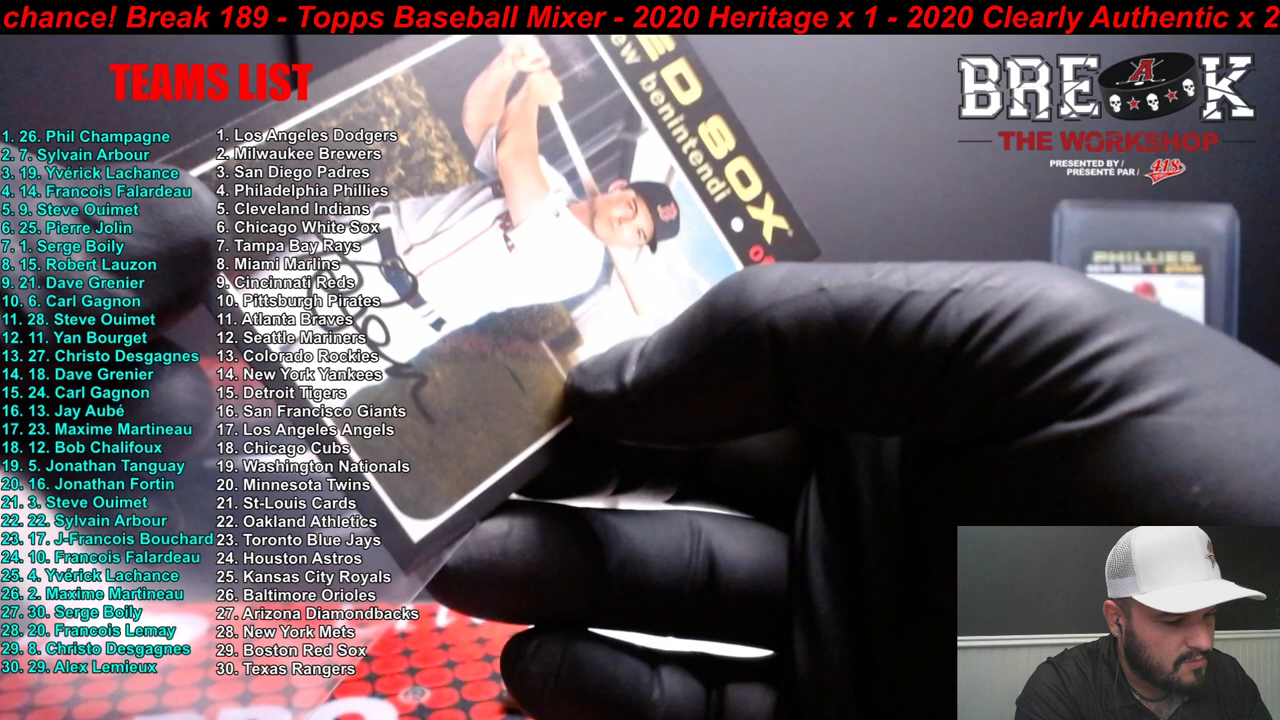 chance! Break 189 - Topps Baseball Mixer - 2020 Heritage x 1 - 2020 Clearly Authentic x 2
TEAMS LIST
1. 26. Phil Champagne
2. 7. Sylvain Arbour
3. 19. Yvérick Lachance
4. 14. Francois Falardeau
5. 9. Steve Ouimet
6. 25. Pierre Jolin
7. 1. Serge Boily
8. 15. Robert Lauzon
9. 21. Dave Grenier
10. 6. Carl Gagnon
11. 28. Steve Ouimet
12. 11. Yan Bourget
13. 27. Christo Desgagnes
14. 18. Dave Grenier
15. 24. Carl Gagnon
16. 13. Jay Aubé
17. 23. Maxime Martineau
18. 12. Bob Chalifoux
19. 5. Jonathan Tanguay
20. 16. Jonathan Fortin
21. 3. Steve Ouimet
22. 22. Sylvain Arbour
23. 17. J-Francois Bouchard
24. 10. Francois Falardeau
25. 4. Yvérick Lachance
26. 2. Maxime Martineau
27. 30. Serge Boily
28. 20. Francois Lemay
29. 8. Christo Desgagnes
30. 29. Alex Lemieux
1. Los Angeles Dodgers
2. Milwaukee Brewers
3. San Diego Padres
4. Philadelphia Phillies
5. Cleveland Indians
6. Chicago White Sox
7. Tampa Bay Rays
8. Miami Marlins
9. Cincinnati Reds
10. Pittsburgh Pirates
11. Atlanta Braves
12. Seattle Mariners
13. Colorado Rockies
14. New York Yankees
15. Detroit Tigers
16. San Francisco Giants
17. Los Angeles Angels
18. Chicago Cubs
19. Washington Nationals
20. Minnesota Twins
21. St-Louis Cards
22. Oakland Athletics
23. Toronto Blue Jays
24. Houston Astros
25. Kansas City Royals
26. Baltimore Orioles
27. Arizona Diamondbacks
28. New York Mets
29. Boston Red Sox
30. Texas Rangers
ED SOX
ew benintendi
BREAK
THE WORKSHOP
PRESENTED BY /
PRÉSENTÉ PAR /
418
PHILLIES